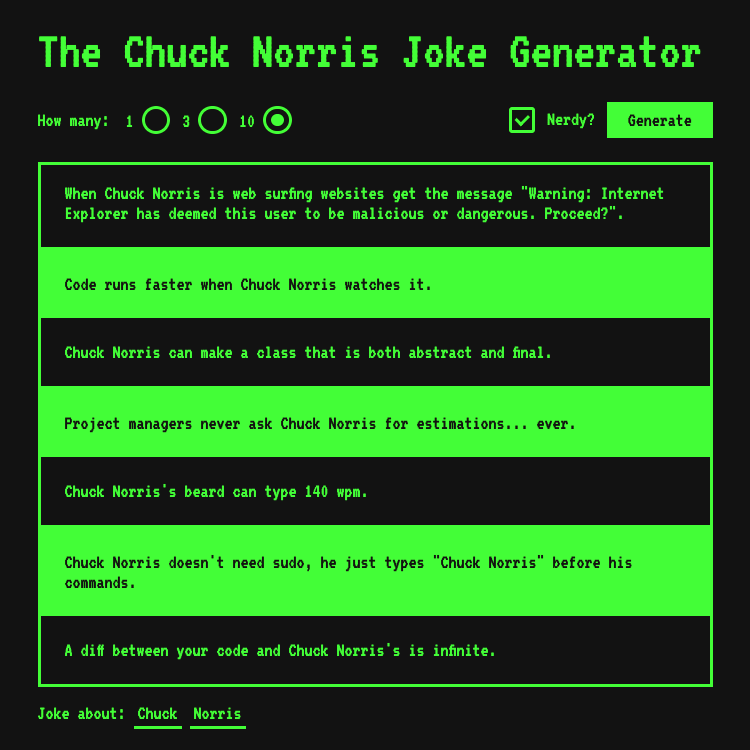 The Chuck Norris Joke Generator
How many: 1 3 10 Nerdy? Generate
When Chuck Norris is web surfing websites get the message "Warning: Internet
Explorer has deemed this user to be malicious or dangerous. Proceed?".
Code runs faster when Chuck Norris watches it.
Chuck Norris can make a class that is both abstract and final.
Project managers never ask Chuck Norris for estimations... ever.
Chuck Norris's beard can type 140 wpm.
Chuck Norris doesn't need sudo, he just types "Chuck Norris" before his
commands.
A diff between your code and Chuck Norris's is infinite.
Joke about: Chuck Norris